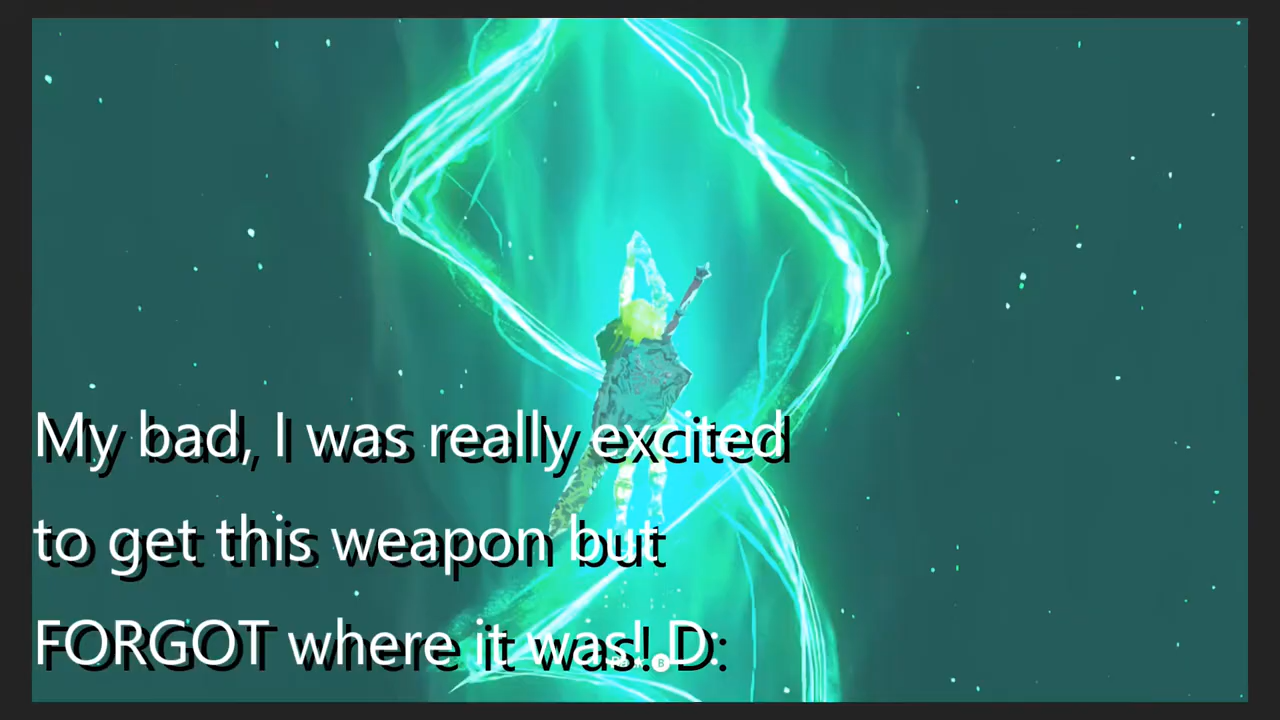 My bad, I was really excited
to get this weapon but
FORGOT where it was! D:
B